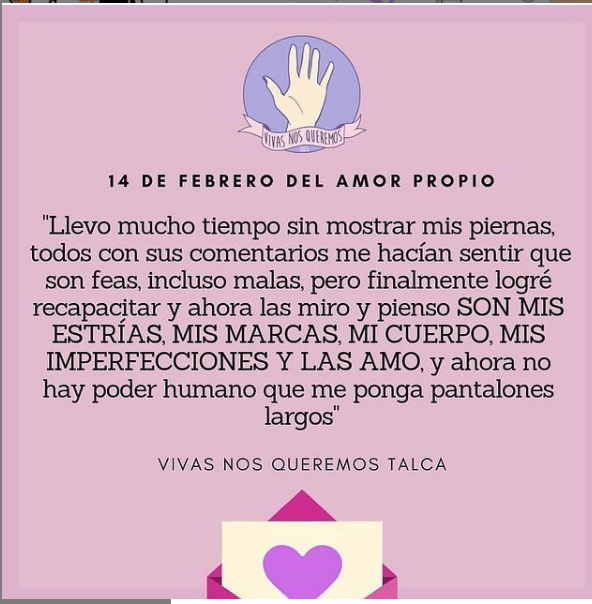 VIVAS NOS QUEREMOS
14 DE FEBRERO DEL AMOR PROPIO
"Llevo mucho tiempo sin mostrar mis piernas,
todos con sus comentarios me hacían sentir que
son feas, incluso malas, pero finalmente logré
recapacitar y ahora las miro y pienso SON MIS
ESTRÍAS, MIS MARCAS, MI CUERPO, MIS
IMPERFECCIONES Y LAS AMO, y ahora no
hay poder humano que me ponga pantalones
largos"
VIVAS NOS QUEREMOS TALCA